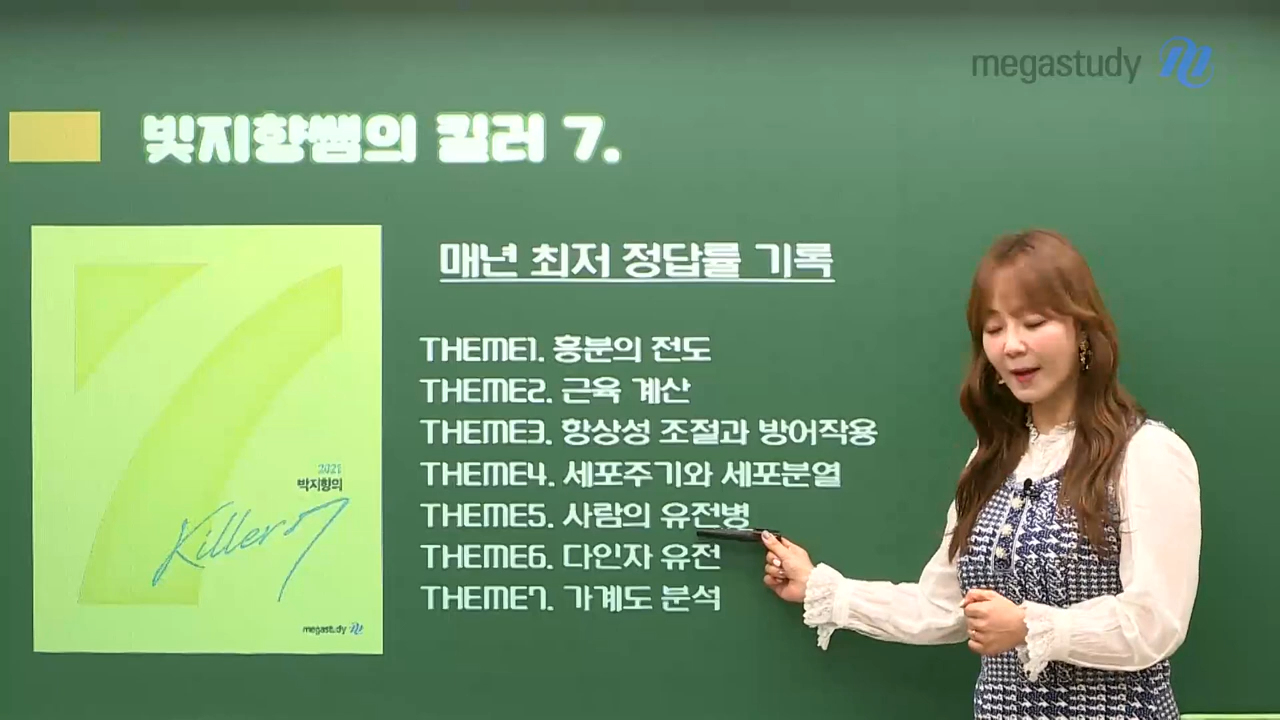 megastudy
빛지향쌤의 킬러 7.
매년 최저 정답률 기록
THEME1. 흥분의 전도
THEME2. 근육 계산
THEME3. 항상성 조절과 방어작용
THEME4. 세포주기와 세포분열
THEME5. 사람의 유전병
THEME6. 다인자 유전
THEME7. 가계도 분석
2021
박지향의
Killer 7
megastudy